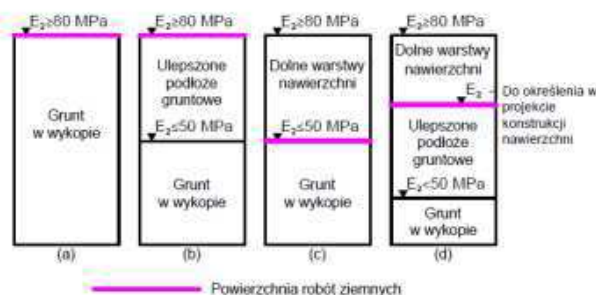 E₂≥80 MPa
E₂≥80 MPa
E₂≥80 MPa
E₂≥80 MPa
Grunt
w wykopie
(a)
Ulepszone
podłoże
gruntowe
E₂≤50 MPa
Grunt
w wykopie
(b)
Dolne warstwy
nawierzchni
E₂≤50 MPa
Grunt
w wykopie
(c)
Dolne warstwy
nawierzchni
E₂
Do określenia w
projekcie
konstrukcji
nawierzchni
Ulepszone
podłoże
gruntowe
E₂<50 MPa
Grunt
w wykopie
(d)
Powierzchnia robót ziemnych